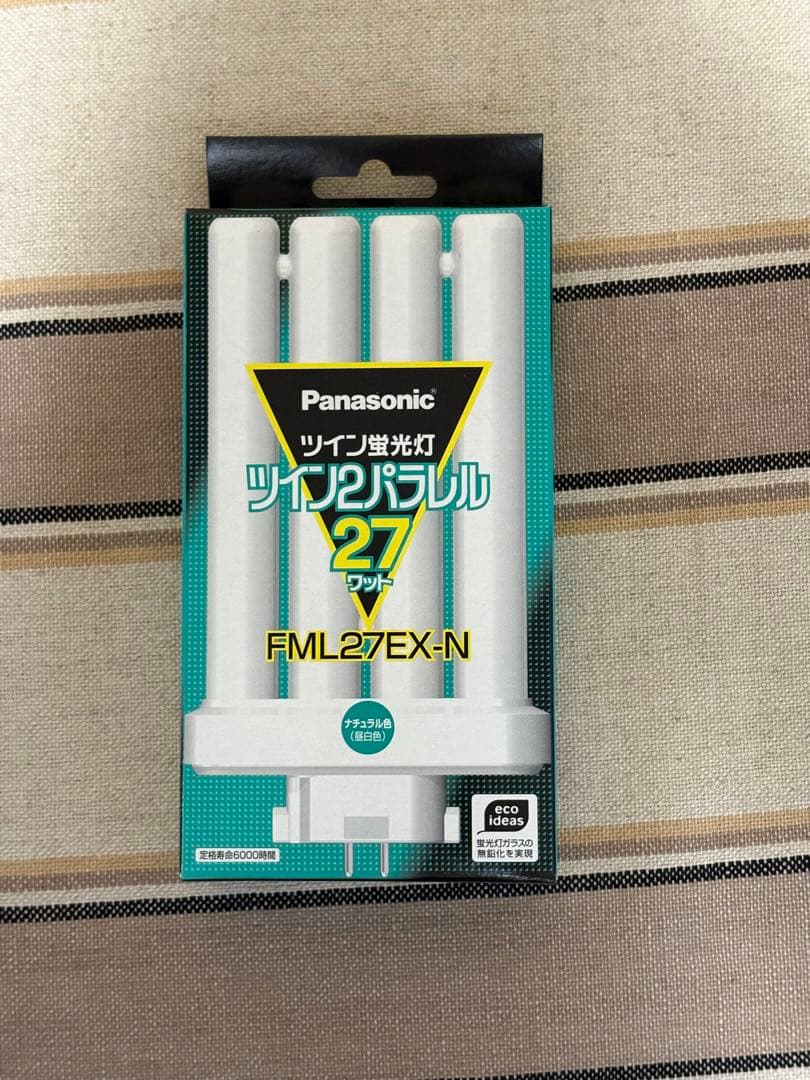 Panasonic®
ツイン蛍光灯
ツイン2パラレル
27
ワット
FML27EX-N
ナチュラル色
(昼白色)
eco
ideas
蛍光灯ガラスの
無鉛化を実現
定格寿命6000時間